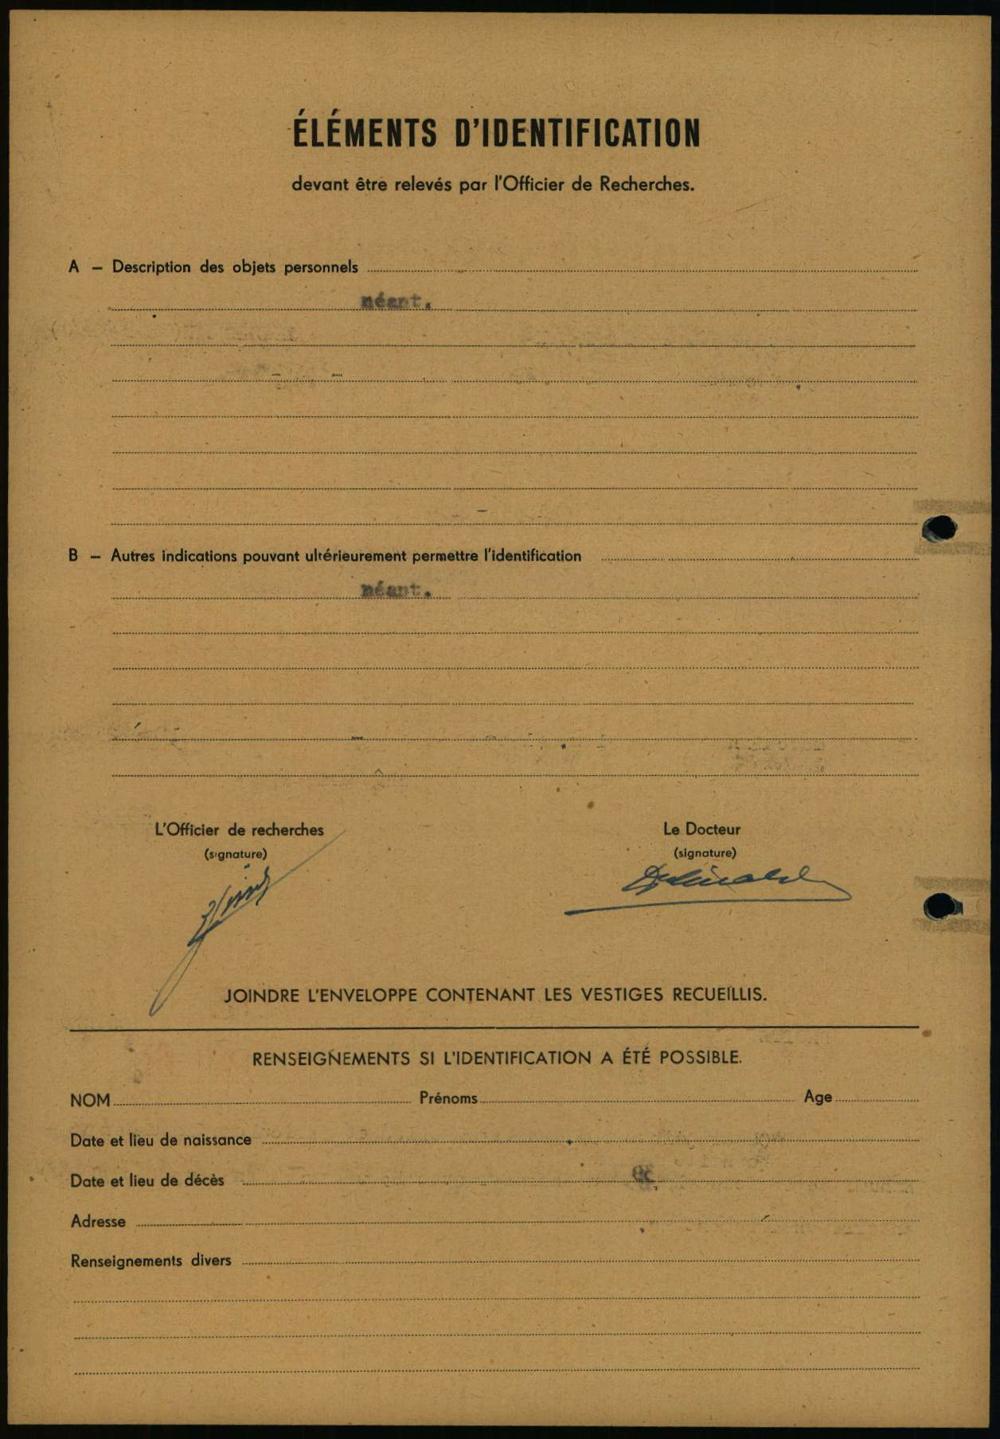 ÉLÉMENTS D'IDENTIFICATION
devant être relevés par l'Officier de Recherches.
A – Description des objets personnels
néant.
B – Autres indications pouvant ultérieurement permettre l'identification
néant.
L'Officier de recherches Le Docteur
(signature) (signature)
JOINDRE L'ENVELOPPE CONTENANT LES VESTIGES RECUEILLIS.
RENSEIGNEMENTS SI L'IDENTIFICATION A ÉTÉ POSSIBLE.
NOM Prénoms Age
Date et lieu de naissance
Date et lieu de décès
Adresse
Renseignements divers